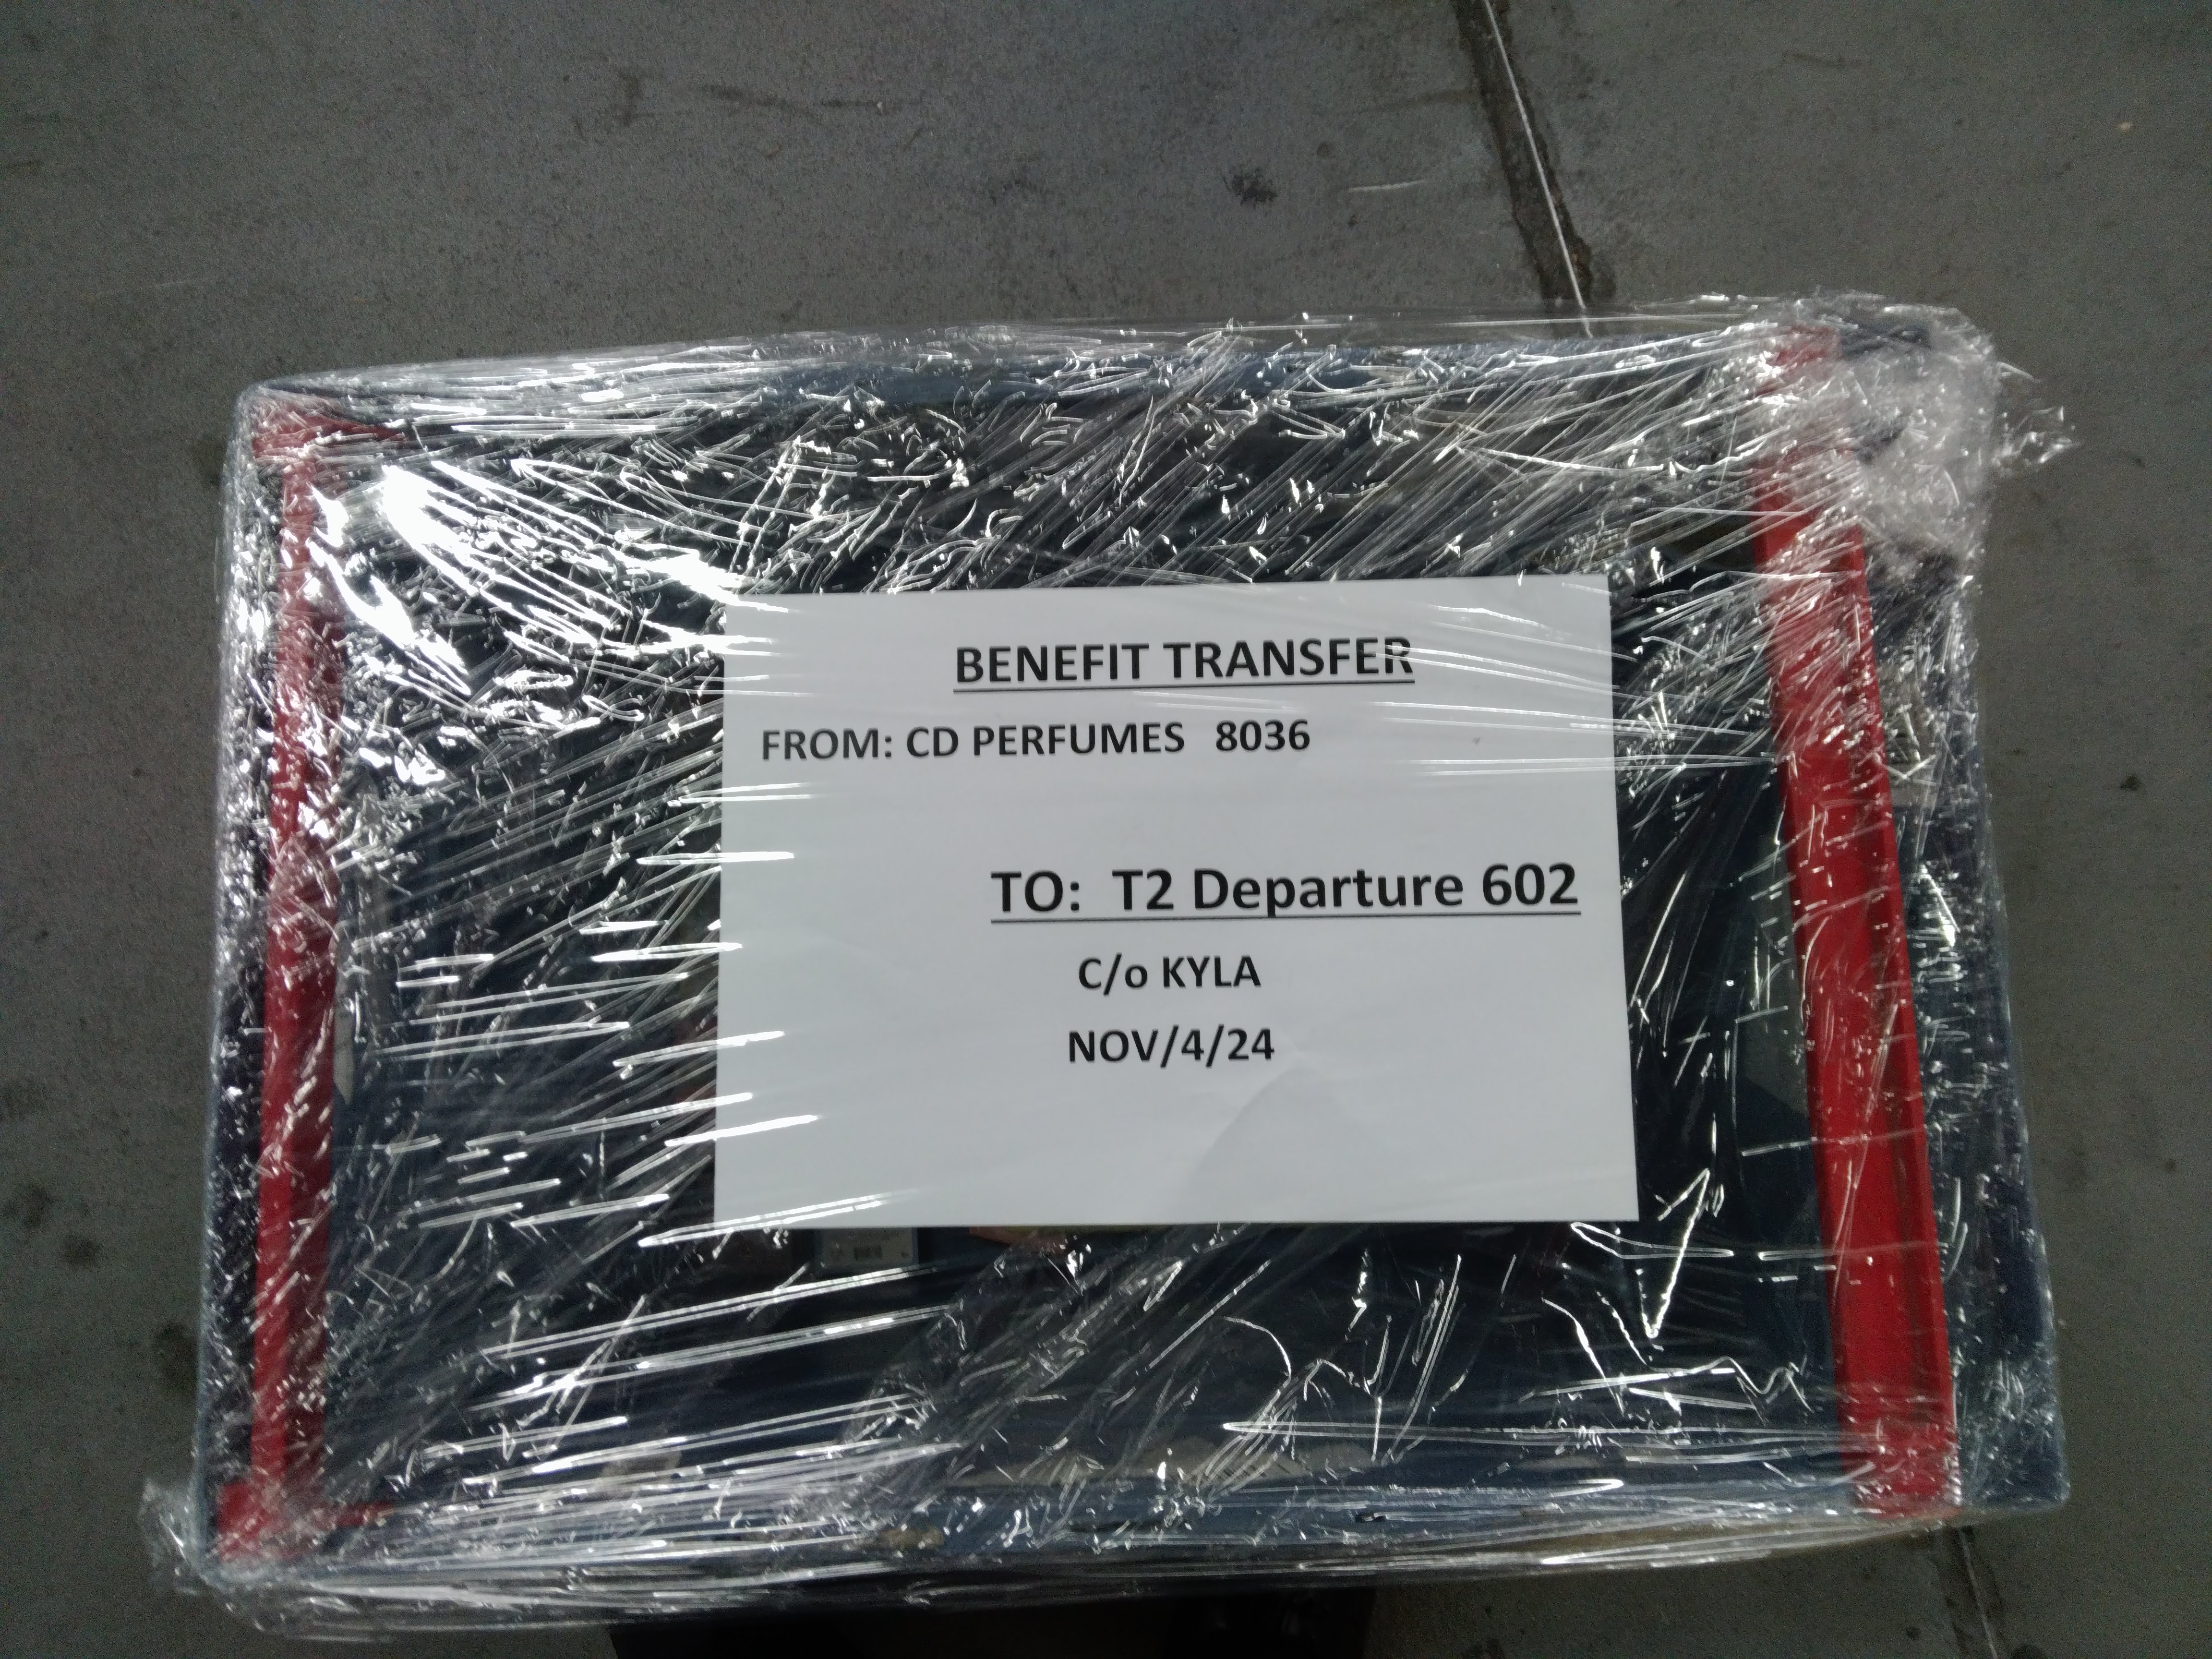 BENEFIT TRANSFER
FROM: CD PERFUMES 8036
TO: T2 Departure 602
C/o KYLA
NOV/4/24